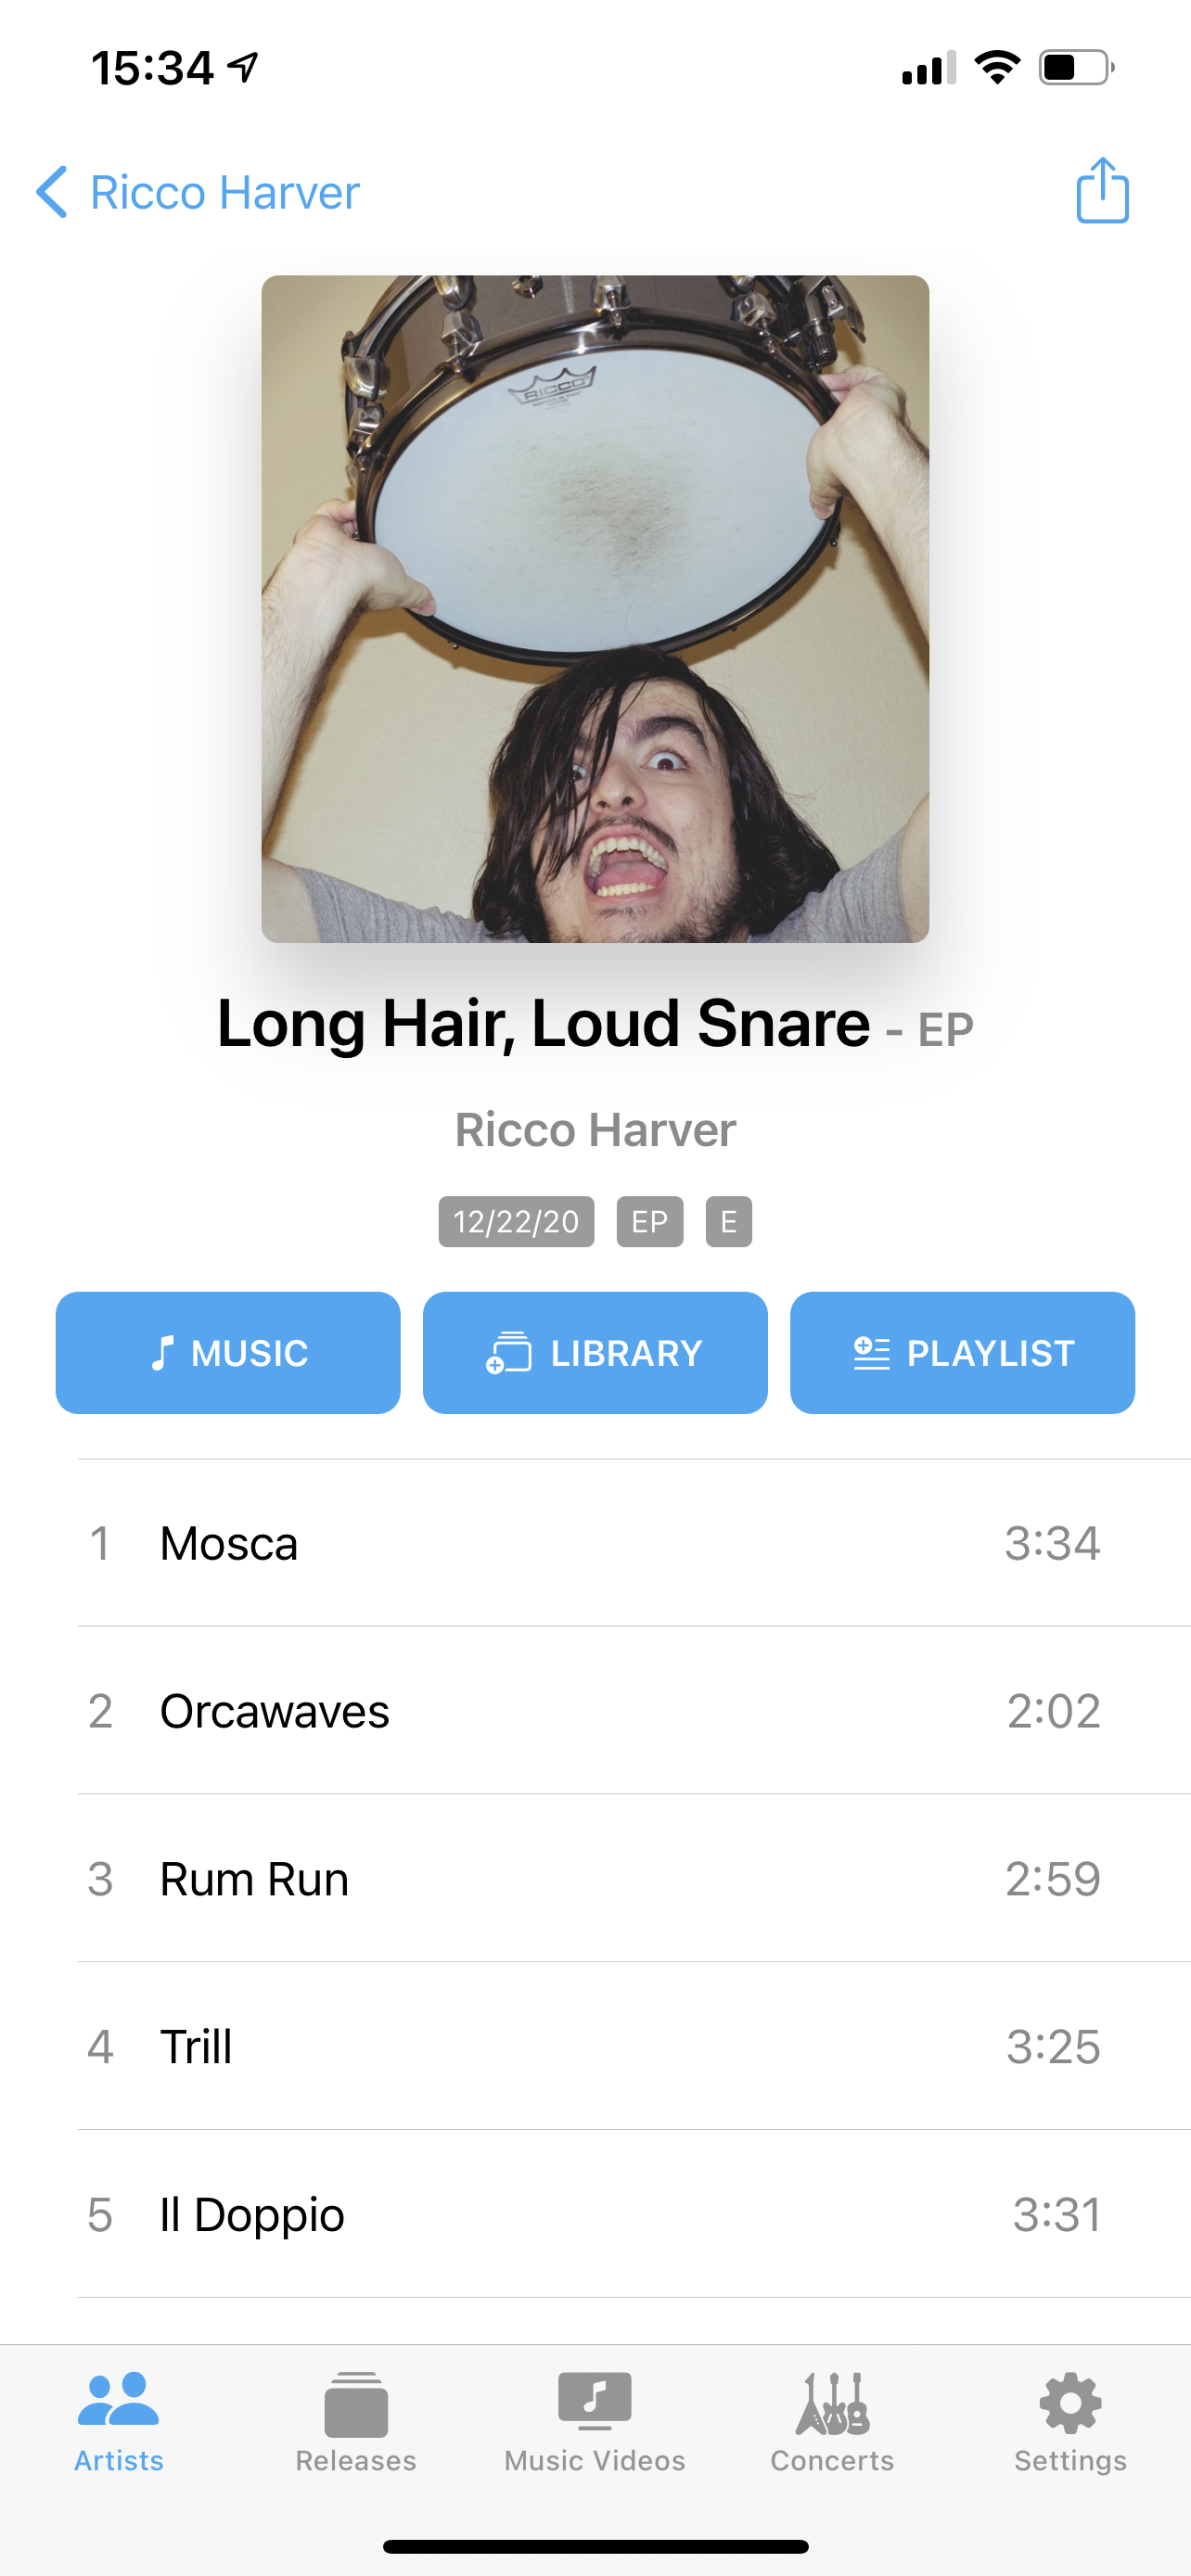 15:34
Ricco Harver
RICCO
Long Hair, Loud Snare - EP
Ricco Harver
12/22/20 EP E
MUSIC LIBRARY PLAYLIST
1 Mosca 3:34
2 Orcawaves 2:02
3 Rum Run 2:59
4 Trill 3:25
5 Il Doppio 3:31
Artists Releases Music Videos Concerts Settings